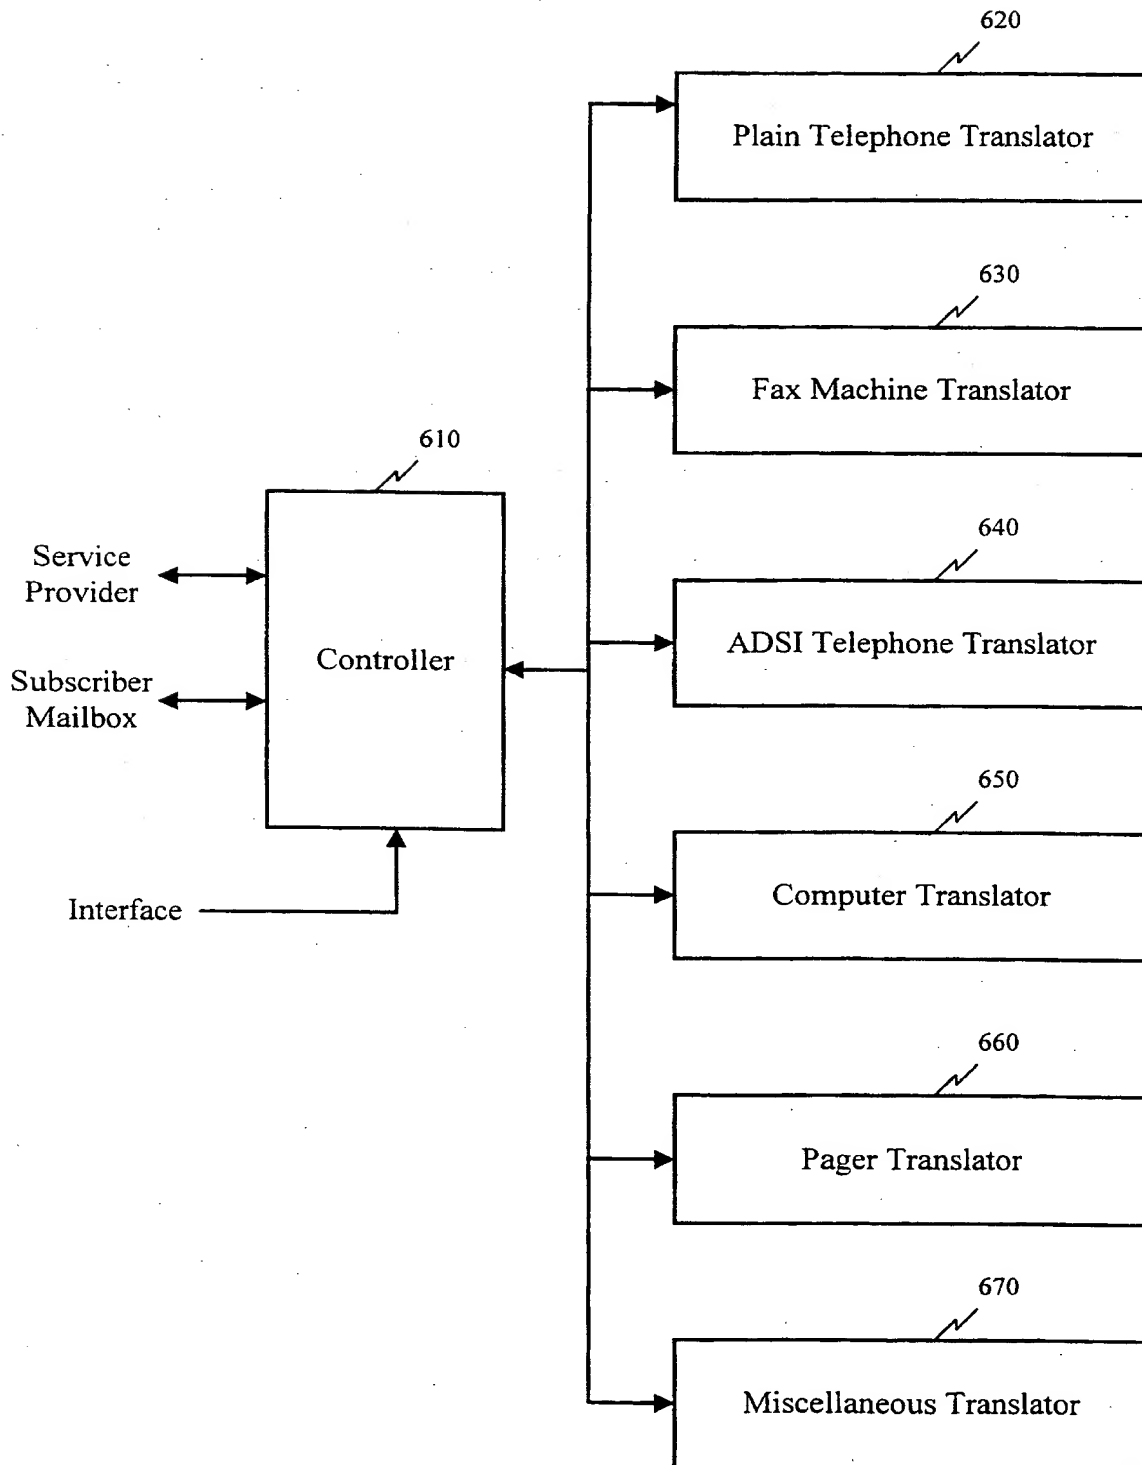 620
Plain Telephone Translator
630
Fax Machine Translator
610
Service
Provider
Controller
Subscriber
Mailbox
Interface
640
ADSI Telephone Translator
650
Computer Translator
660
Pager Translator
670
Miscellaneous Translator